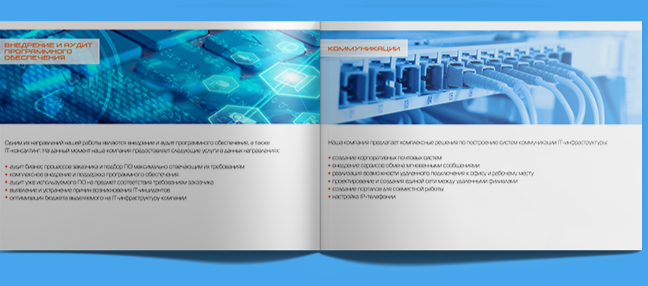 ВНЕДРЕНИЕ И АУДИТ
ПРОГРАММНОГО
ОБЕСПЕЧЕНИЯ
Одним из направлений нашей работы являются внедрение и аудит программного обеспечения, а также
IT-консалтинг. На данный момент наша компания предоставляет следующие услуги в данных направлениях:
• аудит бизнес процессов заказчика и подбор ПО максимально отвечающим их требованиям
• комплексное внедрение и поддержка программного обеспечения
• аудит уже используемого ПО на предмет соответствия требованиям заказчика
• выявление и устранение причин возникновения IT-инцидентов
• оптимизация бюджета выделяемого на IT-инфраструктуру компании
КОММУНИКАЦИИ
Наша компания предлагает комплексные решения по построению систем коммуникации IT-инфраструктуры:
• создание корпоративных почтовых систем
• внедрение сервисов обмена мгновенными сообщениями
• реализация возможности удаленного подключения к офису и рабочему месту
• проектирование и создания единой сети между удаленными филиалами
• создание порталов для совместной работы
• настройка IP-телефонии